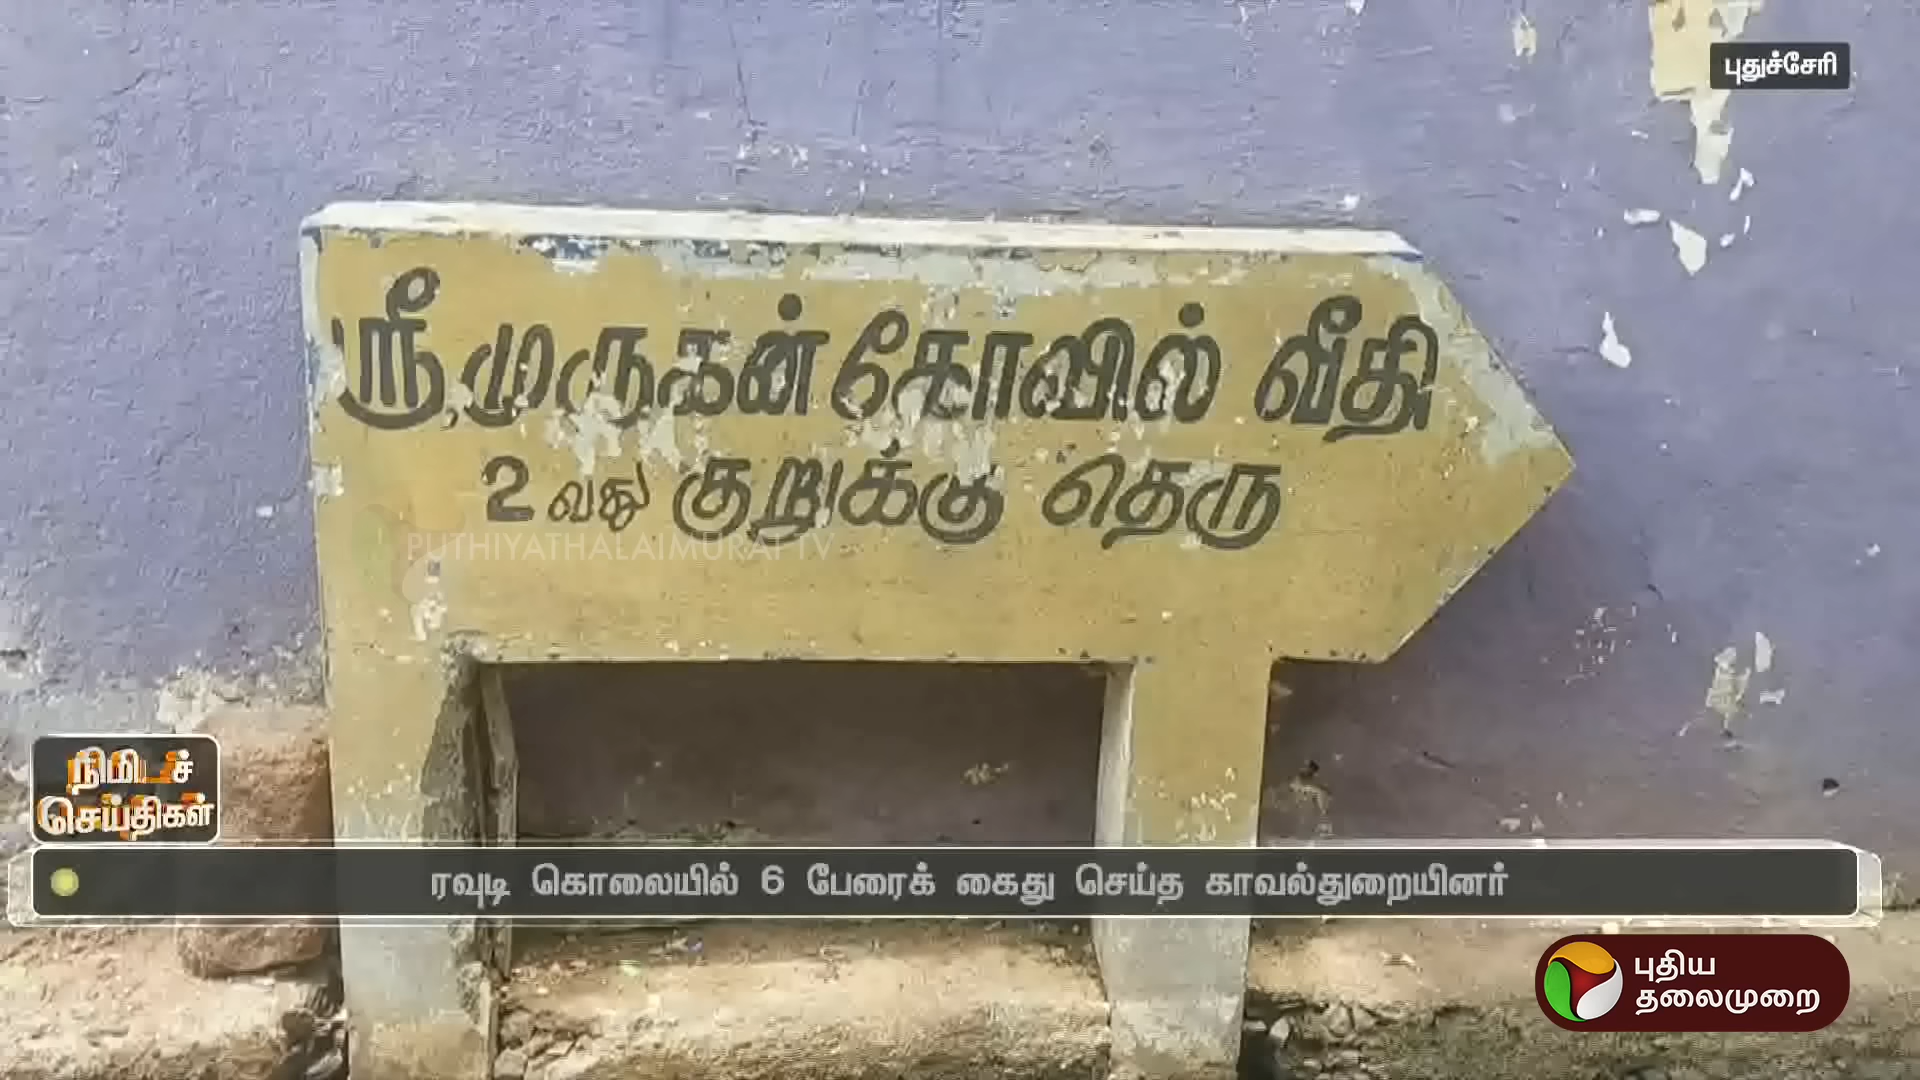 புதுச்சேரி
ஸ்ரீ முருகன் கோவில் வீதி
2 வது குறுக்கு தெரு
PUTHIYATHALAIMURAI TV
நிமிடச்
செய்திகள்
ரவுடி கொலையில் 6 பேரைக் கைது செய்த காவல்துறையினர்
புதிய
தலைமுறை